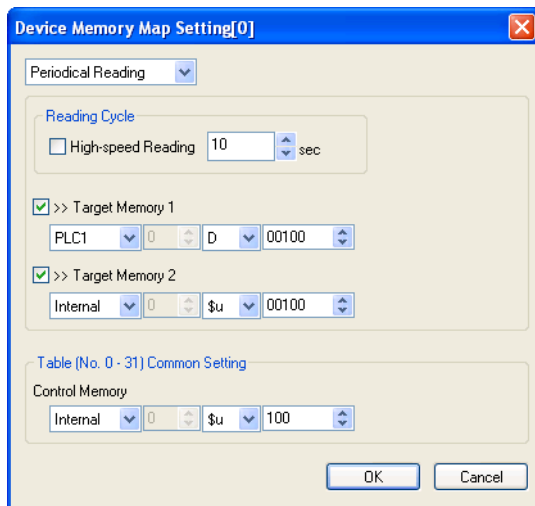 Device Memory Map Setting[0]
Periodical Reading
Reading Cycle
High-speed Reading 10 sec
>> Target Memory 1
PLC1 0 D 00100
>> Target Memory 2
Internal 0 $u 00100
Table (No. 0 - 31) Common Setting
Control Memory
Internal 0 $u 100
OK Cancel